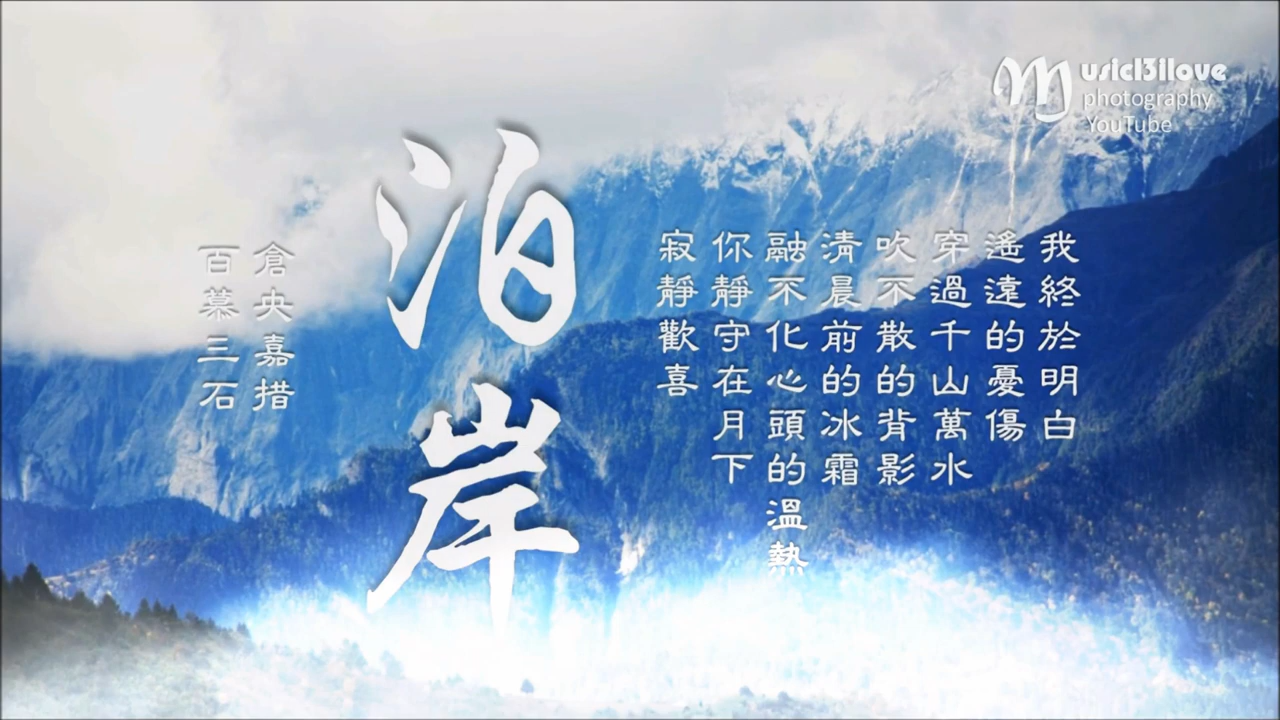 泊岸
倉央嘉措
百慕三石
我終於明白
遙遠的憂傷
穿過千山萬水
吹不散的背影
清晨前的冰霜
融不化心頭的溫熱
你靜守在月下
寂靜歡喜
Musicl3ilove
photography
YouTube